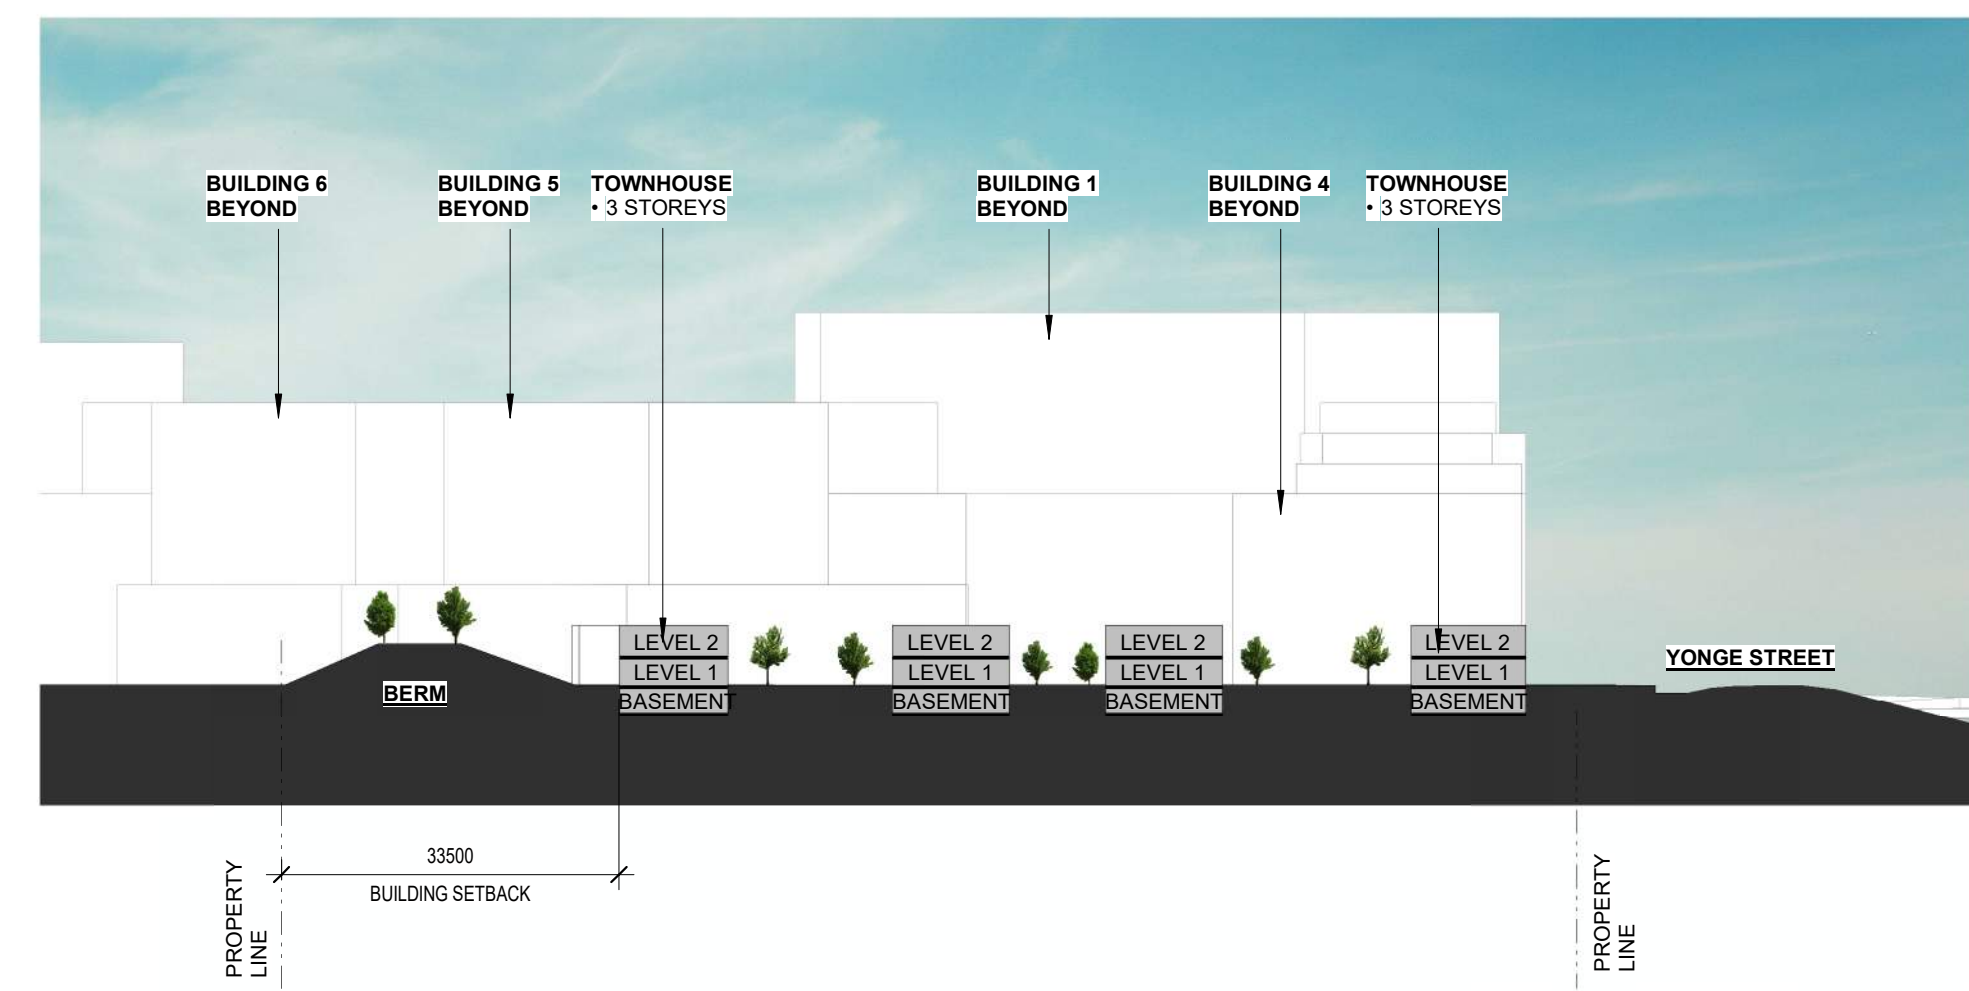 BUILDING 6
BEYOND
BUILDING 5
BEYOND
TOWNHOUSE
• 3 STOREYS
BUILDING 1
BEYOND
BUILDING 4
BEYOND
TOWNHOUSE
• 3 STOREYS
LEVEL 2
LEVEL 1
BASEMENT
LEVEL 2
LEVEL 1
BASEMENT
LEVEL 2
LEVEL 1
BASEMENT
LEVEL 2
LEVEL 1
BASEMENT
YONGE STREET
BERM
33500
BUILDING SETBACK
PROPERTY
LINE
PROPERTY
LINE